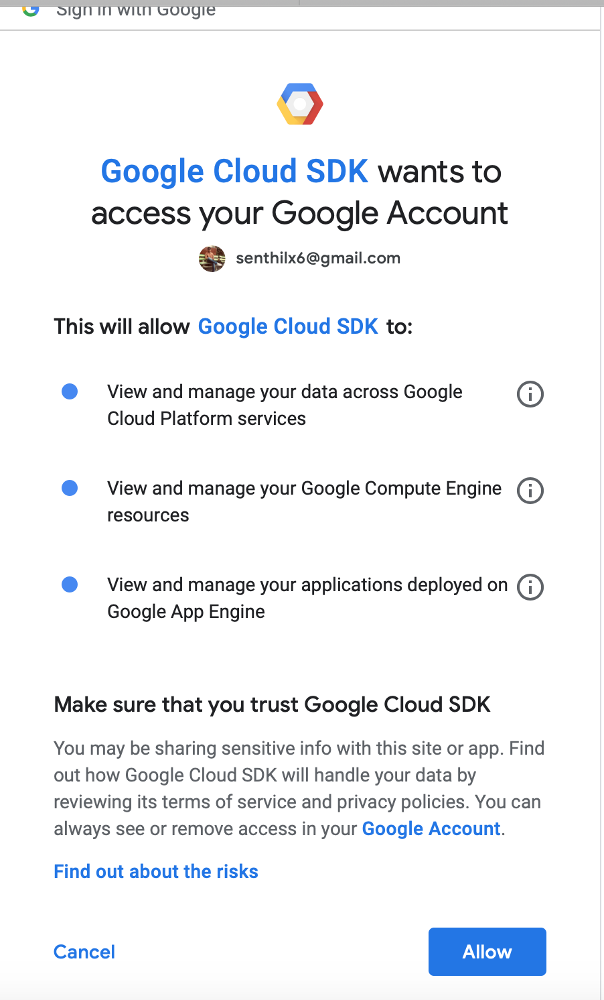 Sign in with Google
Google Cloud SDK wants to
access your Google Account
senthilx6@gmail.com
This will allow Google Cloud SDK to:
View and manage your data across Google
Cloud Platform services
View and manage your Google Compute Engine
resources
View and manage your applications deployed on
Google App Engine
Make sure that you trust Google Cloud SDK
You may be sharing sensitive info with this site or app. Find
out how Google Cloud SDK will handle your data by
reviewing its terms of service and privacy policies. You can
always see or remove access in your Google Account.
Find out about the risks
Cancel
Allow